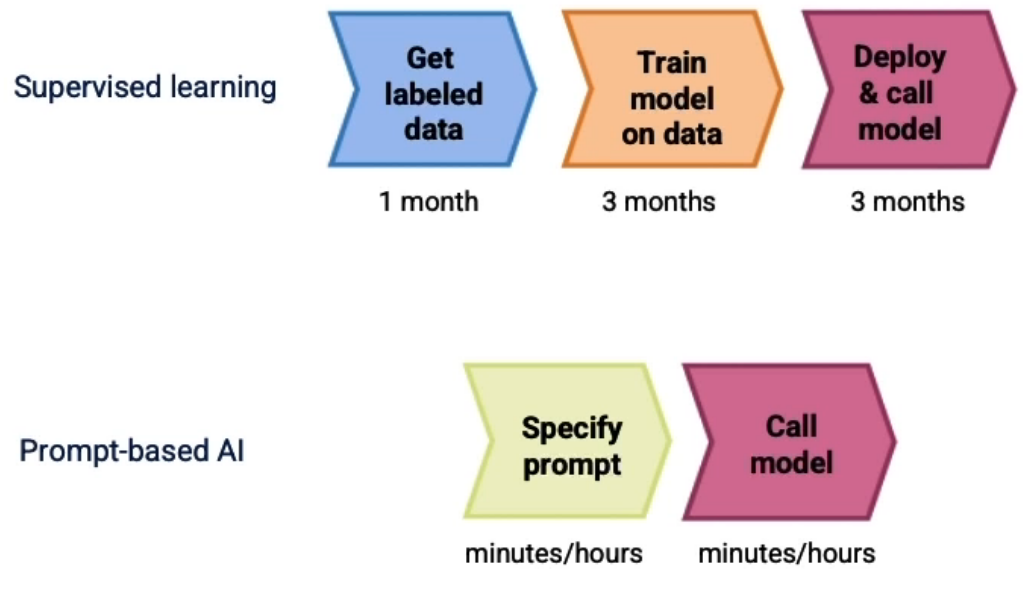 Supervised learning
Get
labeled
data
Train
model
on data
Deploy
& call
model
1 month
3 months
3 months
Prompt-based AI
Specify
prompt
Call
model
minutes/hours
minutes/hours